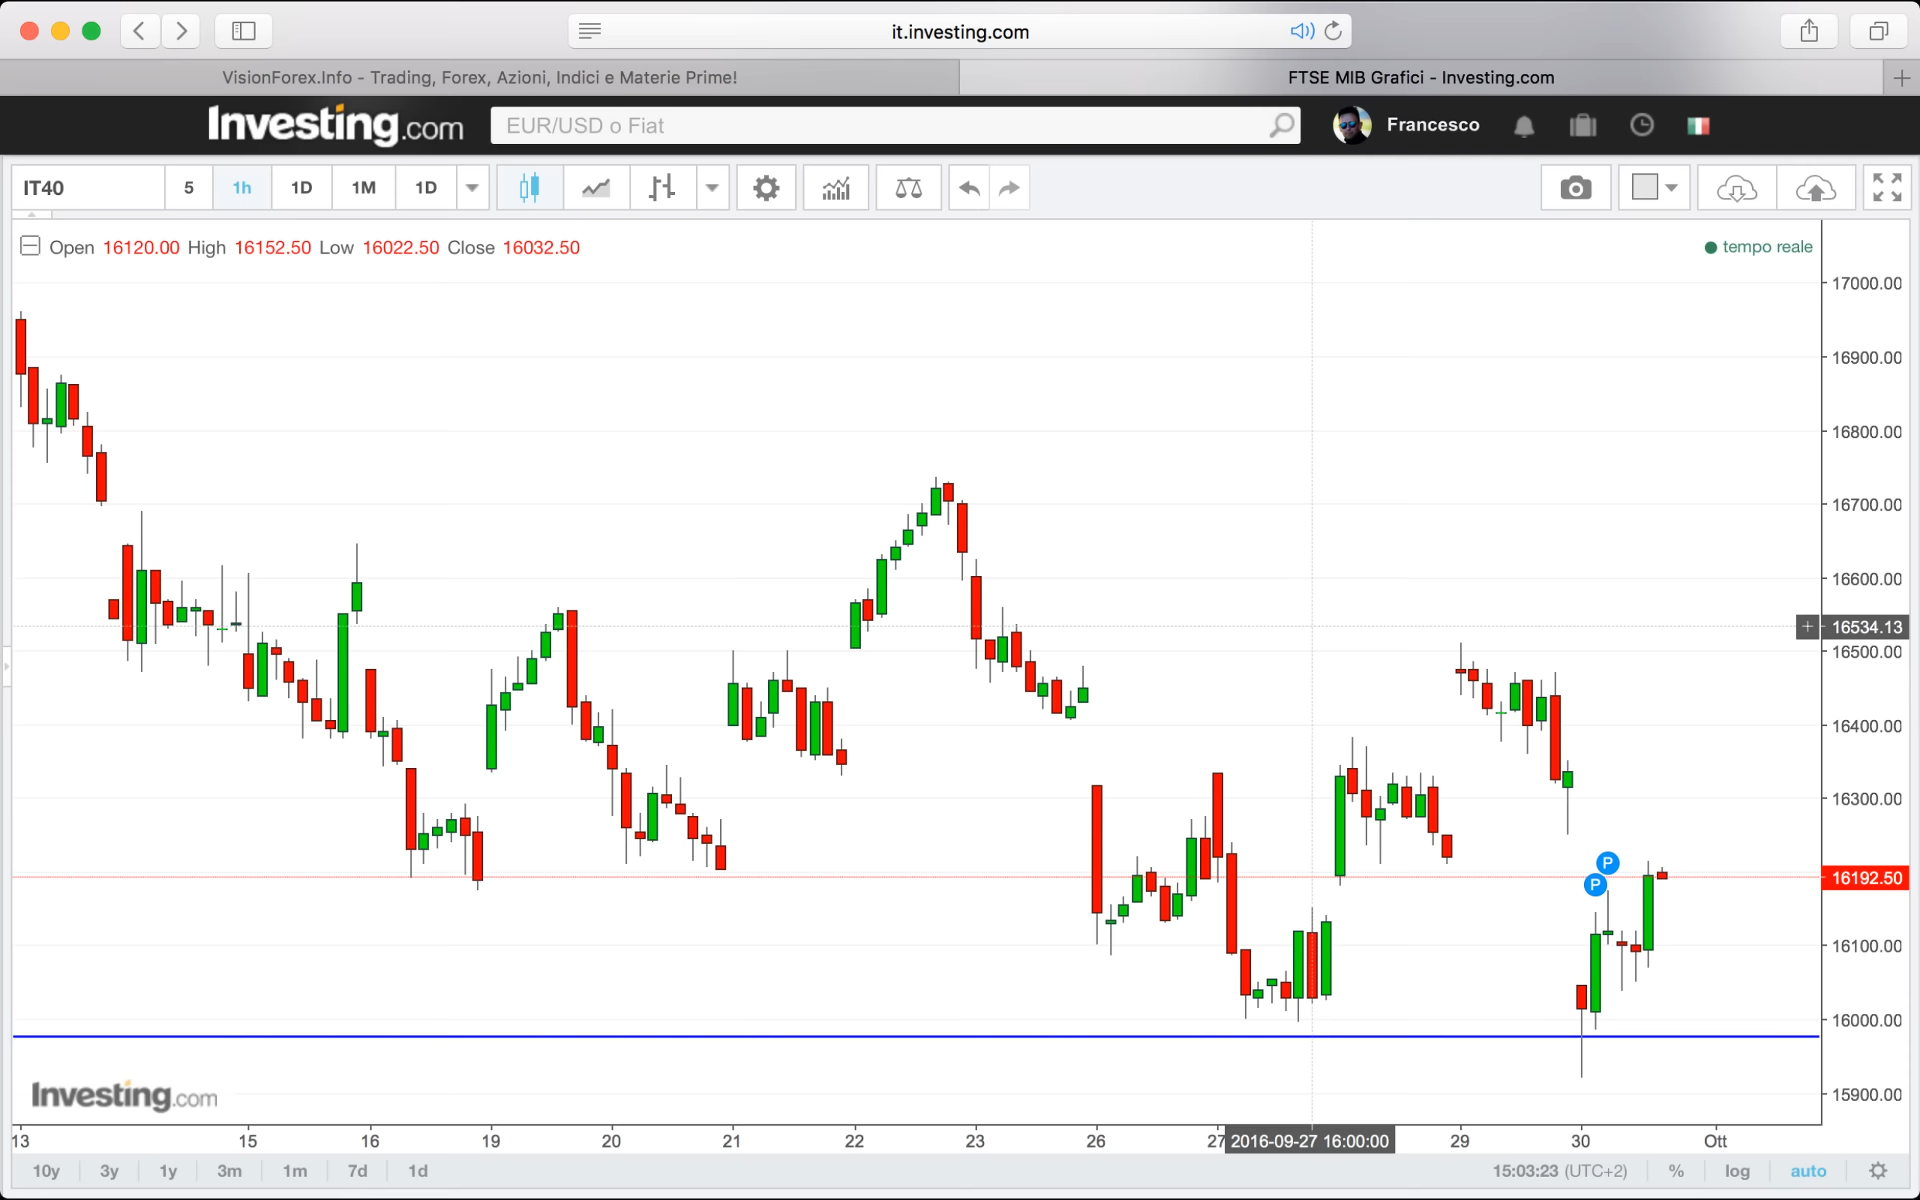 it.investing.com
VisionForex.Info - Trading, Forex, Azioni, Indici e Materie Prime!
FTSE MIB Grafici - Investing.com
Investing.com
EUR/USD o Fiat
Francesco
IT40 5 1h 1D 1M 1D
Open 16120.00 High 16152.50 Low 16022.50 Close 16032.50
tempo reale
17000.00
16900.00
16800.00
16700.00
16600.00
16534.13
16500.00
16400.00
16300.00
P
P
16192.50
16100.00
16000.00
15900.00
Investing.com
13 15 16 19 20 21 22 23 26 27 2016-09-27 16:00:00 29 30 Ott
10y 3y 1y 3m 1m 7d 1d 15:03:23 (UTC+2) % log auto